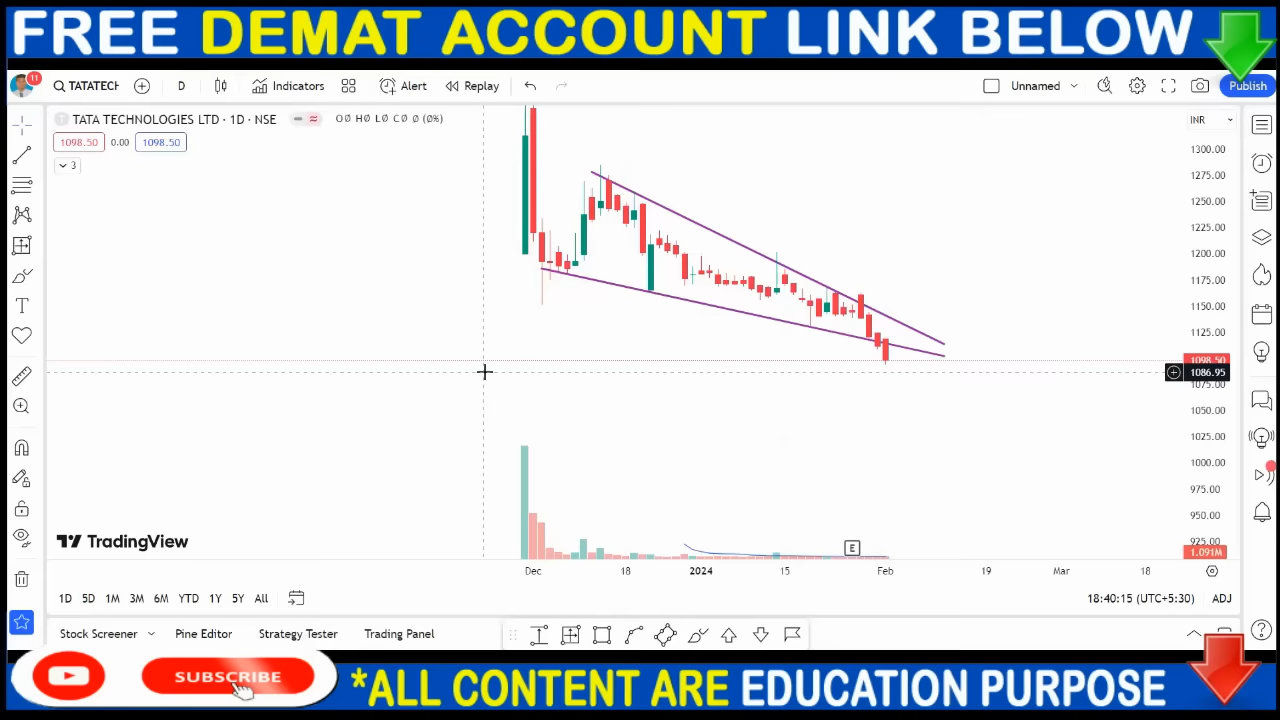 FREE DEMAT ACCOUNT LINK BELOW
11
TATATECH
D
Indicators
Alert
Replay
Unnamed
Publish
TATA TECHNOLOGIES LTD · 1D · NSE
O∅ H∅ L∅ C∅ ∅ (∅%)
INR
1098.50
0.00
1098.50
3
1300.00
1275.00
1250.00
1225.00
1200.00
1175.00
1150.00
1125.00
1098.50
1086.95
1075.00
1050.00
1025.00
1000.00
975.00
950.00
925.00
1.091M
E
TradingView
Dec
18
2024
15
Feb
19
Mar
18
1D
5D
1M
3M
6M
YTD
1Y
5Y
All
18:40:15 (UTC+5:30)
ADJ
Stock Screener
Pine Editor
Strategy Tester
Trading Panel
SUBSCRIBE
*ALL CONTENT ARE EDUCATION PURPOSE